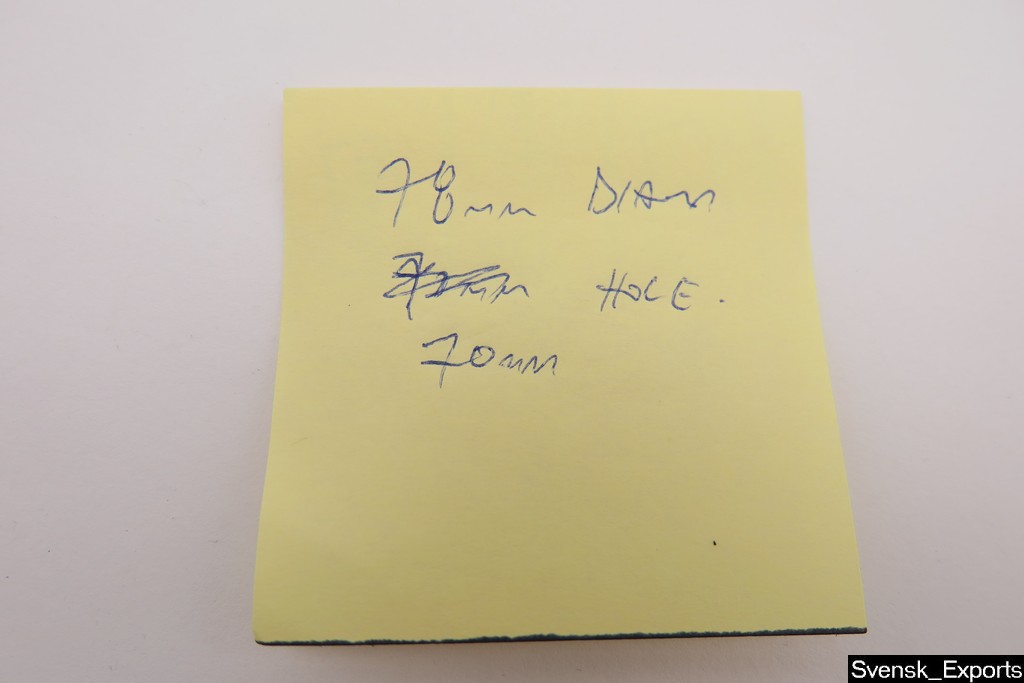 78mm DIAM
HOLE.
70mm
Svensk_Exports